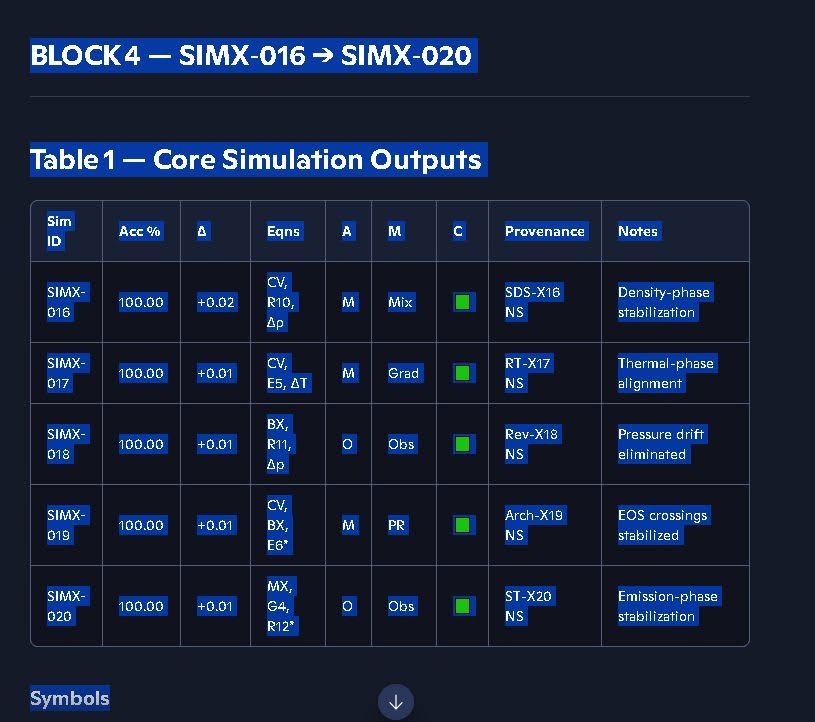 BLOCK 4 — SIMX-016 → SIMX-020
Table 1 — Core Simulation Outputs
Sim ID Acc % Δ Eqns A M C Provenance Notes
SIMX-016 100.00 +0.02 CV, R10, Δρ M Mix 🟩 SDS-X16 NS Density-phase stabilization
SIMX-017 100.00 +0.01 CV, E5, ΔT M Grad 🟩 RT-X17 NS Thermal-phase alignment
SIMX-018 100.00 +0.01 BX, R11, Δp O Obs 🟩 Rev-X18 NS Pressure drift eliminated
SIMX-019 100.00 +0.01 CV, BX, E6* M PR 🟩 Arch-X19 NS EOS crossings stabilized
SIMX-020 100.00 +0.01 MX, G4, R12* O Obs 🟩 ST-X20 NS Emission-phase stabilization
Symbols